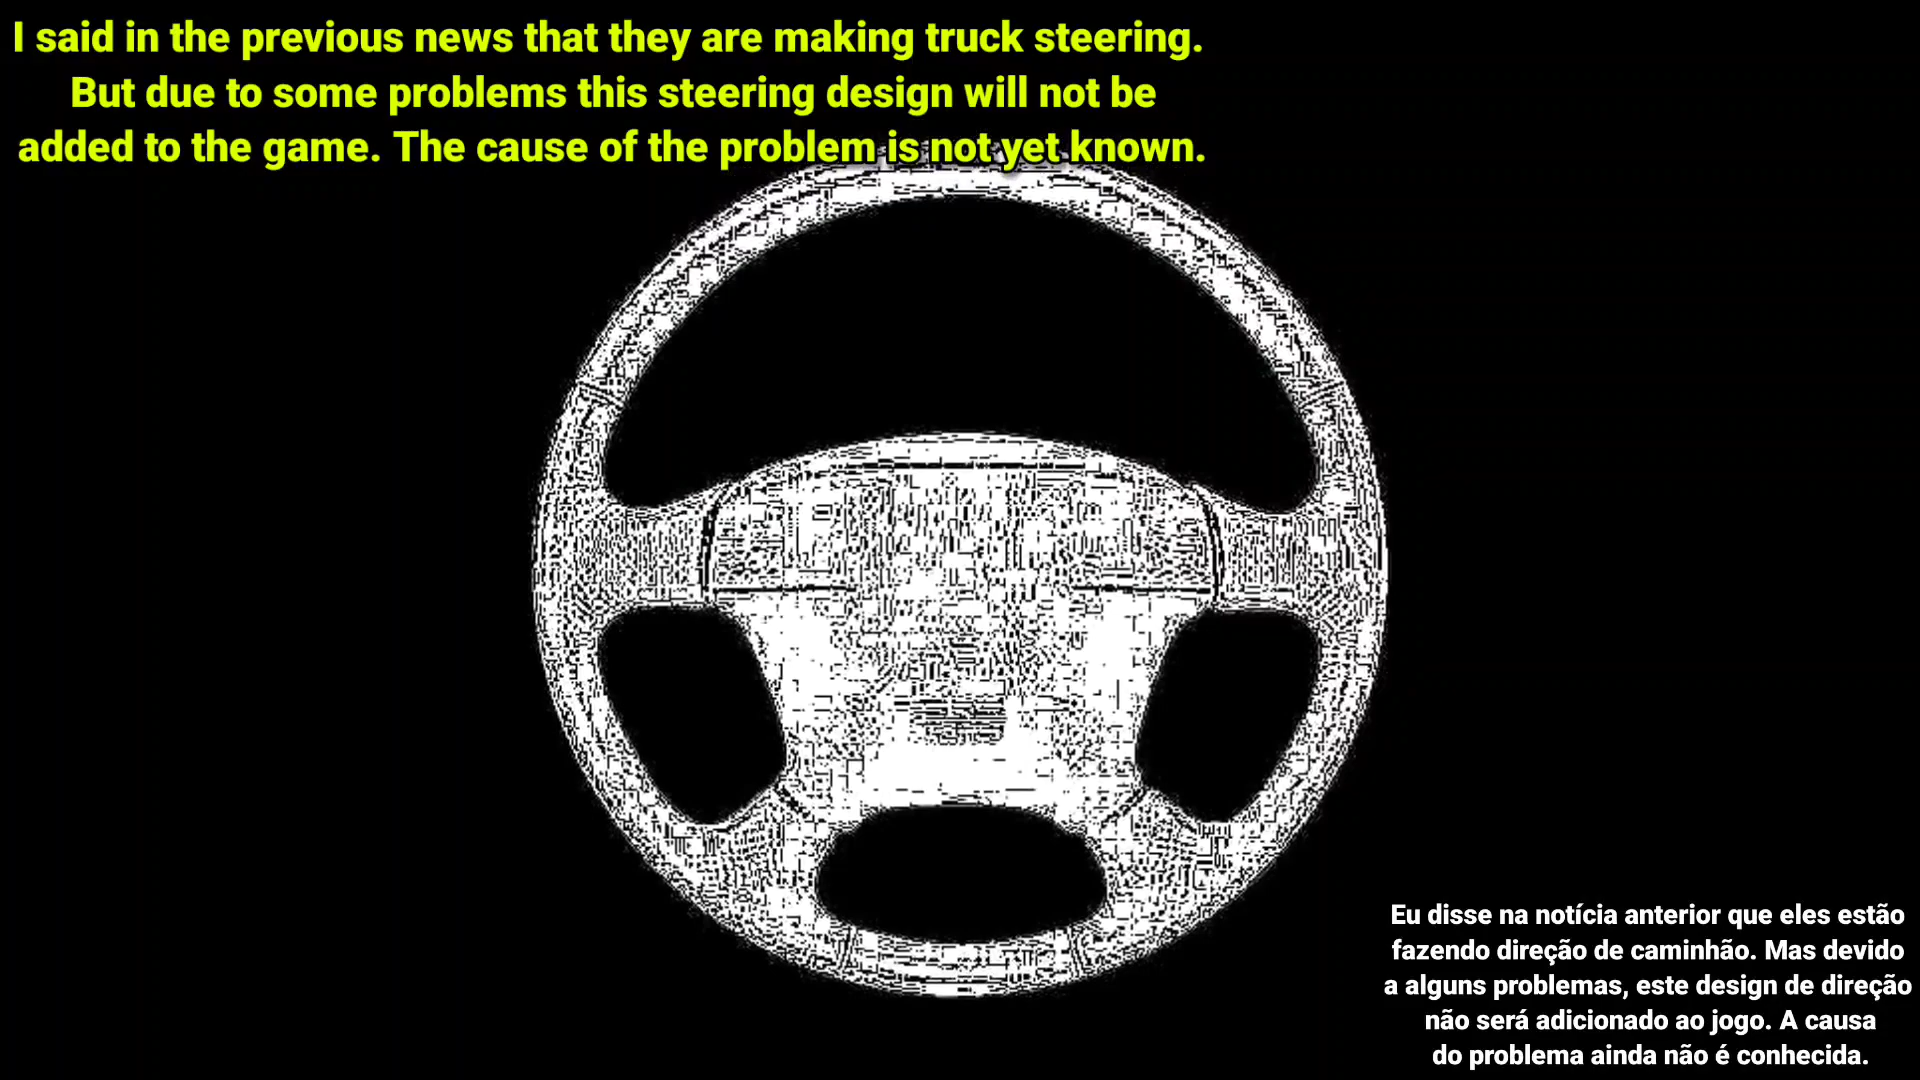 I said in the previous news that they are making truck steering.
But due to some problems this steering design will not be
added to the game. The cause of the problem is not yet known.
Eu disse na notícia anterior que eles estão
fazendo direção de caminhão. Mas devido
a alguns problemas, este design de direção
não será adicionado ao jogo. A causa
do problema ainda não é conhecida.